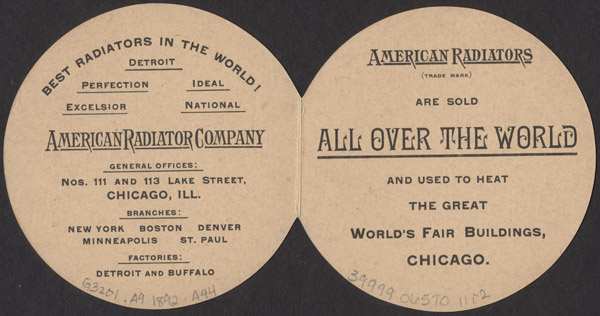 BEST RADIATORS IN THE WORLD!
DETROIT
PERFECTION IDEAL
EXCELSIOR NATIONAL
AMERICAN RADIATOR COMPANY
GENERAL OFFICES:
NOS. 111 AND 113 LAKE STREET,
CHICAGO, ILL.
BRANCHES:
NEW YORK BOSTON DENVER
MINNEAPOLIS ST. PAUL
FACTORIES:
DETROIT AND BUFFALO
G3201 .A9 1892 .A44
AMERICAN RADIATORS
(TRADE MARK)
ARE SOLD
ALL OVER THE WORLD
AND USED TO HEAT
THE GREAT
WORLD'S FAIR BUILDINGS,
CHICAGO.
39999 06570 1102